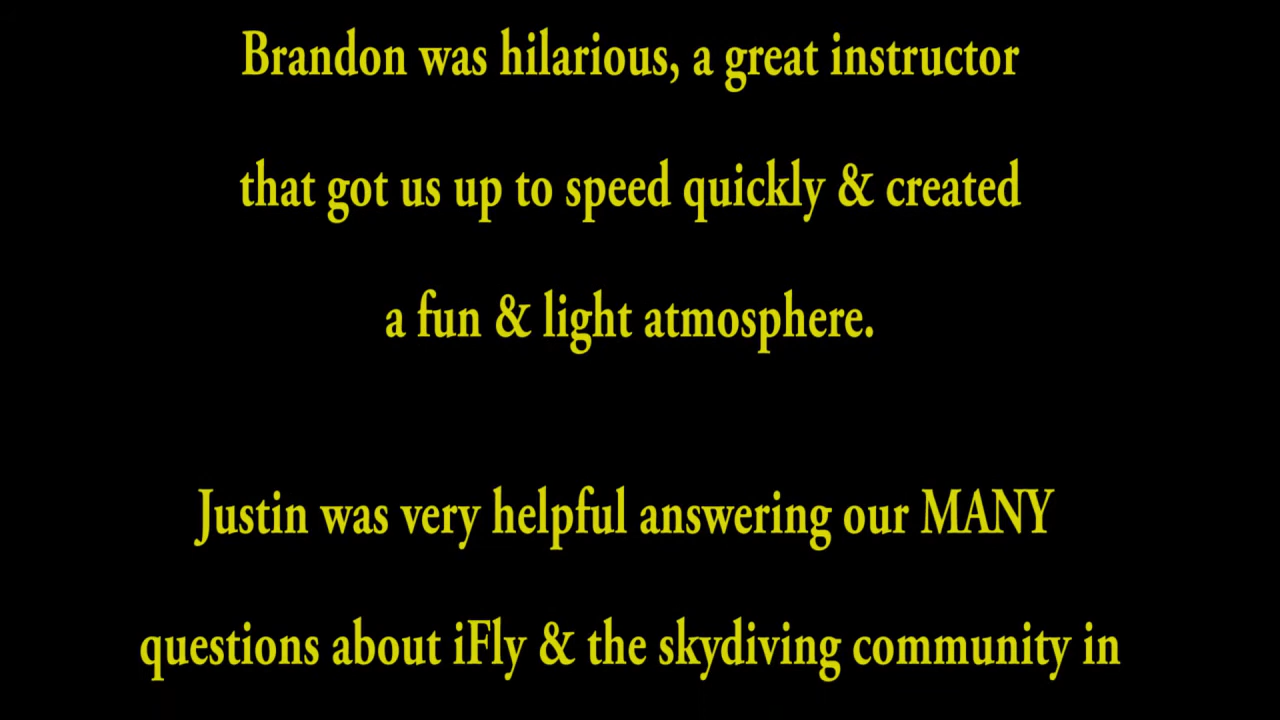 Brandon was hilarious, a great instructor
that got us up to speed quickly & created
a fun & light atmosphere.
Justin was very helpful answering our MANY
questions about iFly & the skydiving community in